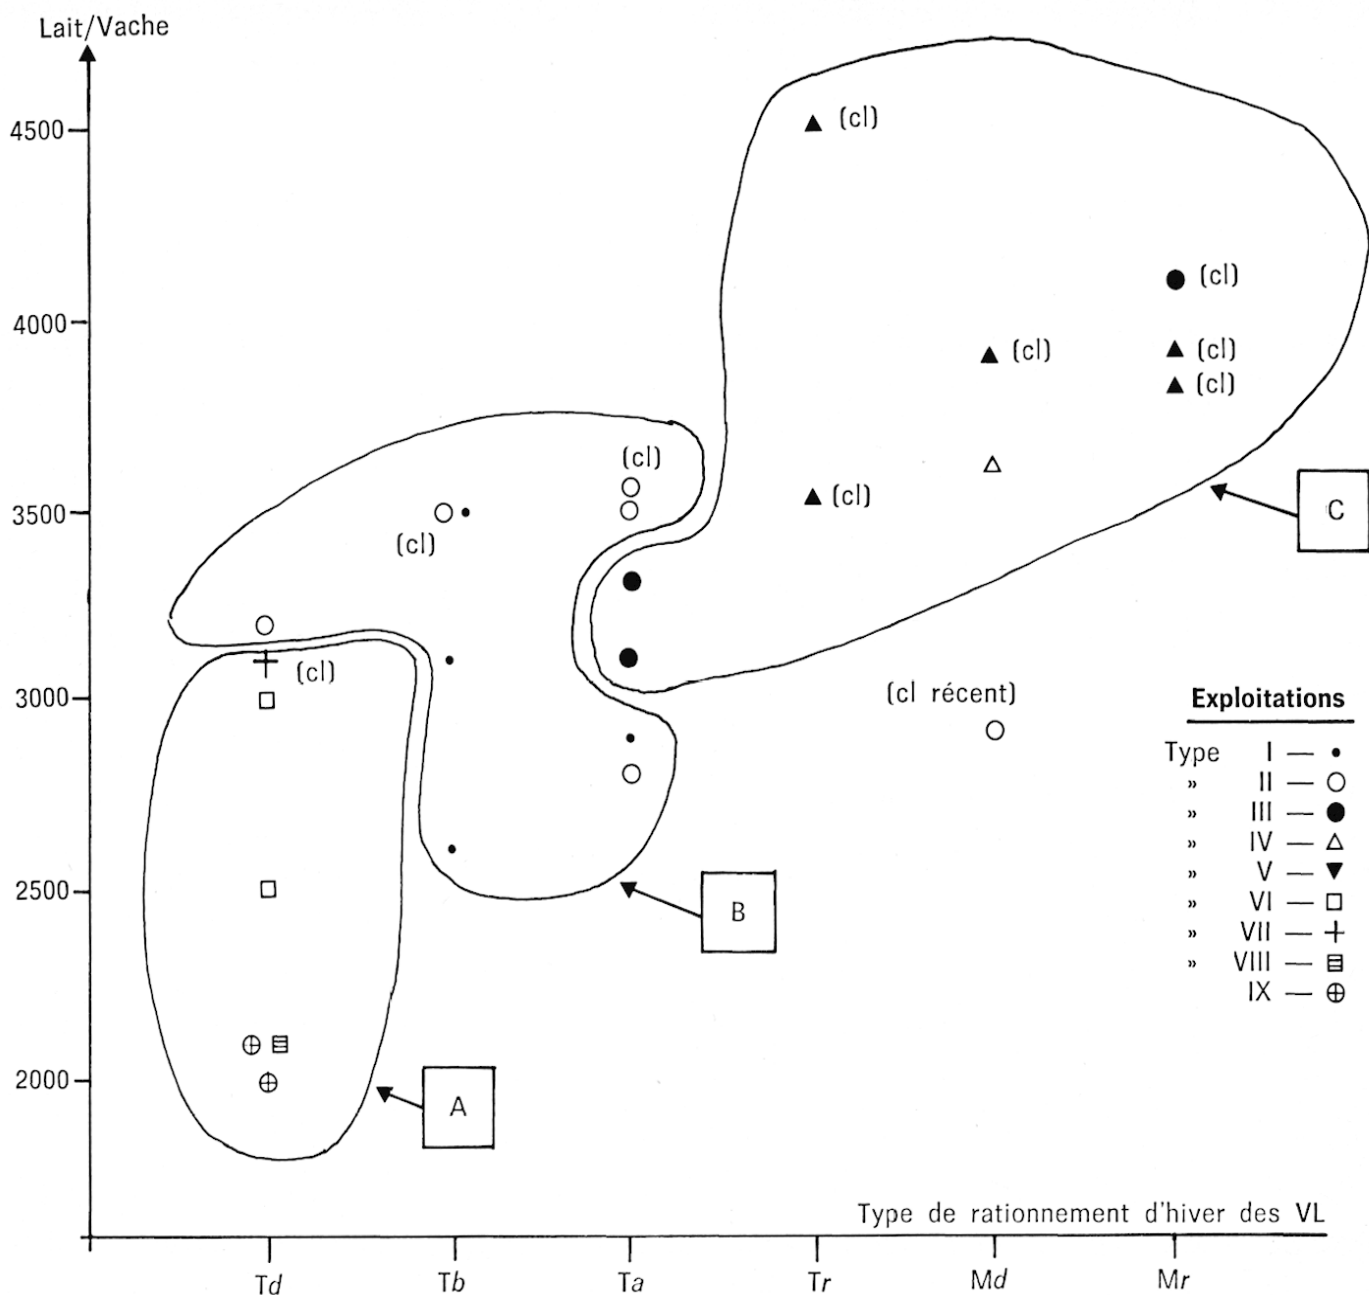 Lait/Vache
4500
(cl)
(cl)
4000
(cl)
(cl)
(cl)
(cl)
(cl)
3500
(cl)
C
(cl)
3000
(cl récent)
Exploitations
Type I —
» II —
» III —
» IV —
» V —
2500
» VI —
B
» VII —
» VIII —
IX —
2000
A
Type de rationnement d'hiver des VL
Td Tb Ta Tr Md Mr